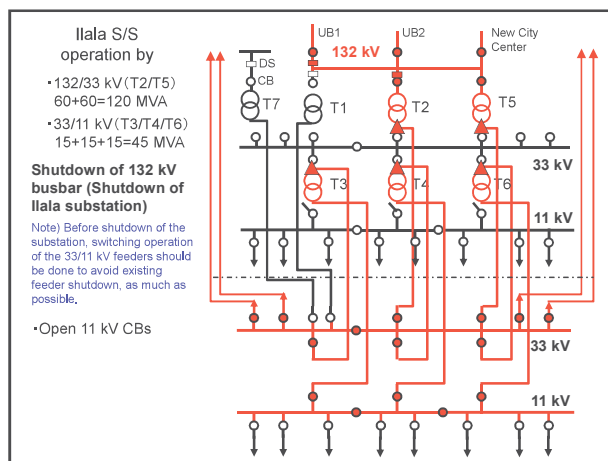 Ilala S/S
operation by
・132/33 kV(T2/T5)
60+60=120 MVA
・33/11 kV(T3/T4/T6)
15+15+15=45 MVA
Shutdown of 132 kV
busbar (Shutdown of
Ilala substation)
Note) Before shutdown of the
substation, switching operation
of the 33/11 kV feeders should
be done to avoid existing
feeder shutdown, as much as
possible.
・Open 11 kV CBs
UB1
UB2
New City
Center
132 kV
DS
CB
T7
T1
T2
T5
33 kV
T3
T4
T6
11 kV
33 kV
11 kV